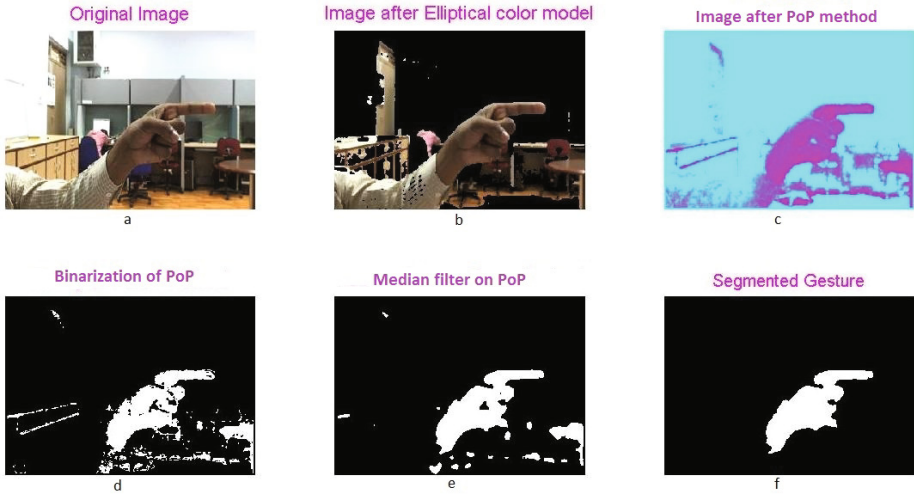 Original Image
Image after Elliptical color model
Image after PoP method
a
b
c
Binarization of PoP
Median filter on PoP
Segmented Gesture
d
e
f